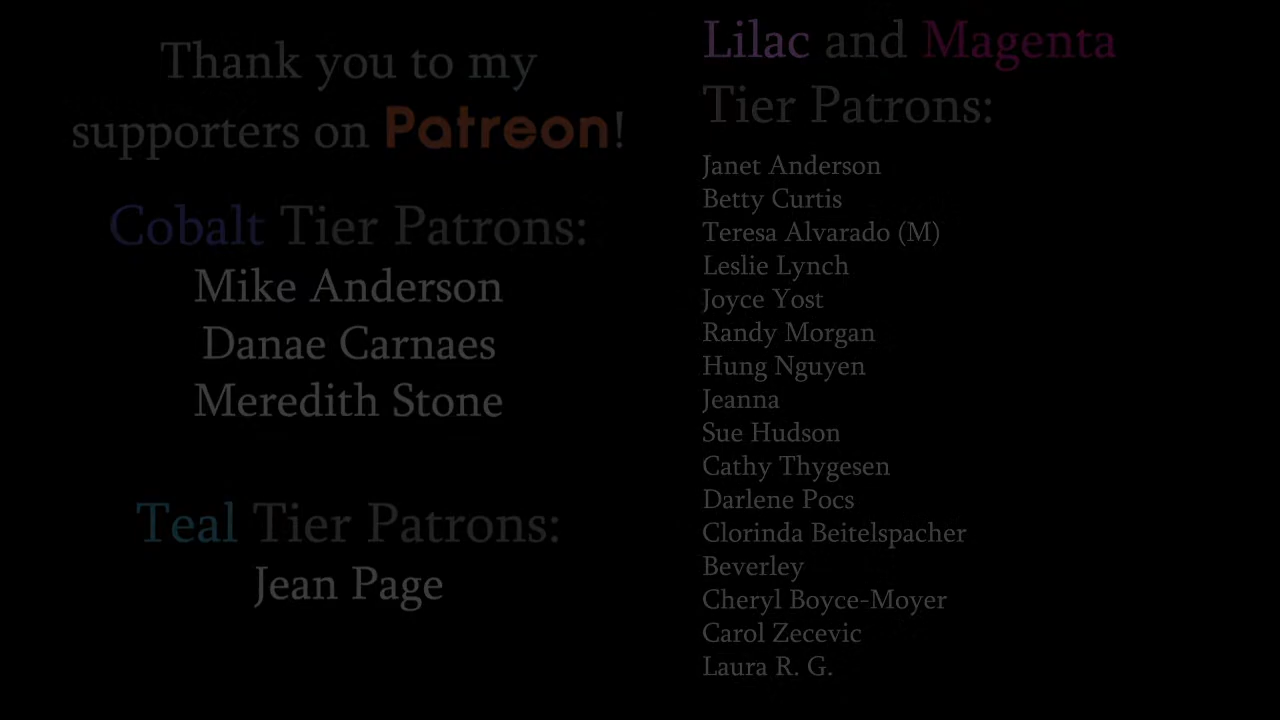 Thank you to my
supporters on Patreon!
Cobalt Tier Patrons:
Mike Anderson
Danae Carnaes
Meredith Stone
Teal Tier Patrons:
Jean Page
Lilac and Magenta
Tier Patrons:
Janet Anderson
Betty Curtis
Teresa Alvarado (M)
Leslie Lynch
Joyce Yost
Randy Morgan
Hung Nguyen
Jeanna
Sue Hudson
Cathy Thygesen
Darlene Pocs
Clorinda Beitelspacher
Beverley
Cheryl Boyce-Moyer
Carol Zecevic
Laura R. G.